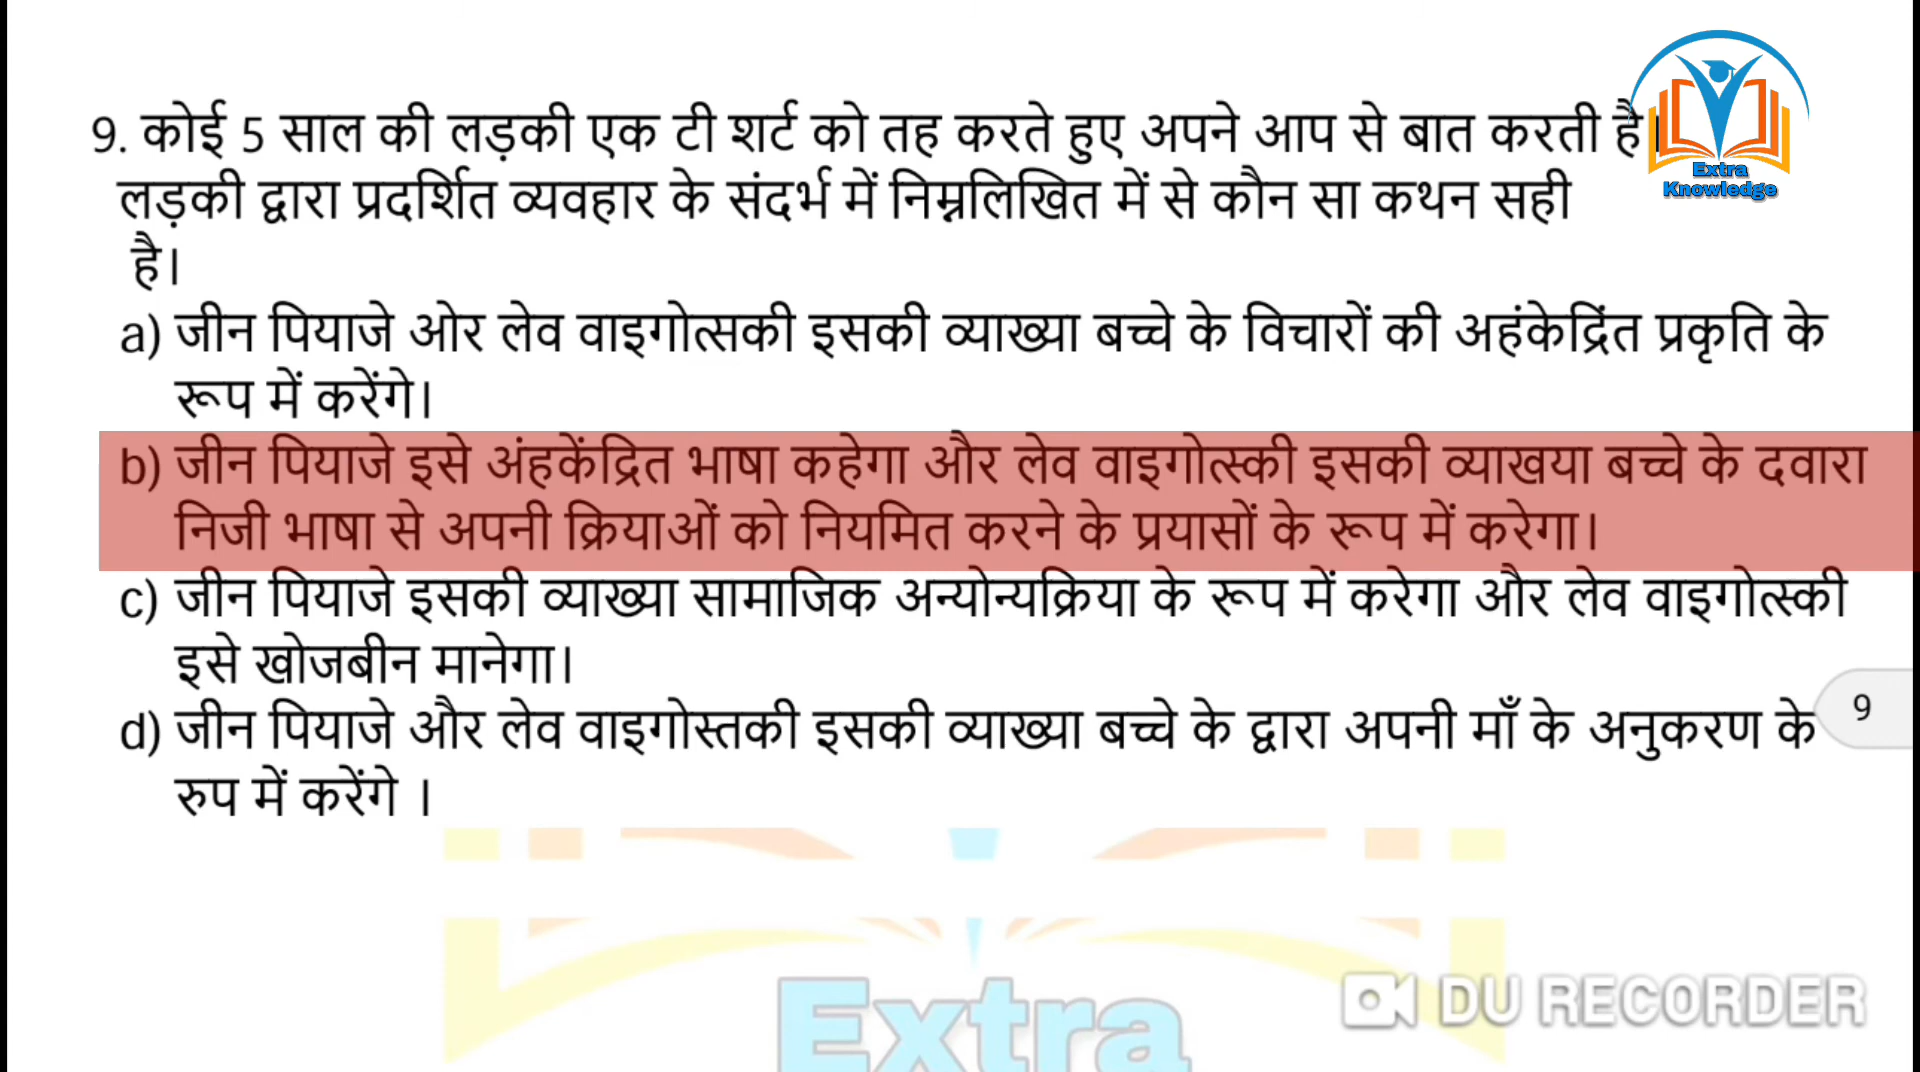 9. कोई 5 साल की लड़की एक टी शर्ट को तह करते हुए अपने आप से बात करती है।
लड़की द्वारा प्रदर्शित व्यवहार के संदर्भ में निम्नलिखित में से कौन सा कथन सही
है।
a) जीन पियाजे ओर लेव वाइगोत्सकी इसकी व्याख्या बच्चे के विचारों की अहंकेद्रिंत प्रकृति के
रूप में करेंगे।
b) जीन पियाजे इसे अंहकेंद्रित भाषा कहेगा और लेव वाइगोत्स्की इसकी व्याखया बच्चे के दवारा
निजी भाषा से अपनी क्रियाओं को नियमित करने के प्रयासों के रूप में करेगा।
c) जीन पियाजे इसकी व्याख्या सामाजिक अन्योन्यक्रिया के रूप में करेगा और लेव वाइगोत्स्की
इसे खोजबीन मानेगा।
d) जीन पियाजे और लेव वाइगोस्तकी इसकी व्याख्या बच्चे के द्वारा अपनी माँ के अनुकरण के
रुप में करेंगे ।
Extra
Knowledge
9
Extra
DU RECORDER